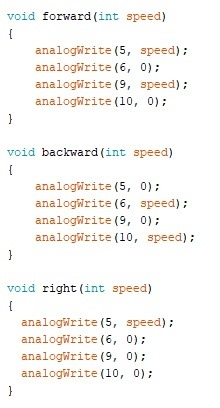 void forward(int speed)
{
    analogWrite(5, speed);
    analogWrite(6, 0);
    analogWrite(9, speed);
    analogWrite(10, 0);
}

void backward(int speed)
{
    analogWrite(5, 0);
    analogWrite(6, speed);
    analogWrite(9, 0);
    analogWrite(10, speed);
}

void right(int speed)
{
  analogWrite(5, speed);
  analogWrite(6, 0);
  analogWrite(9, 0);
  analogWrite(10, 0);
}